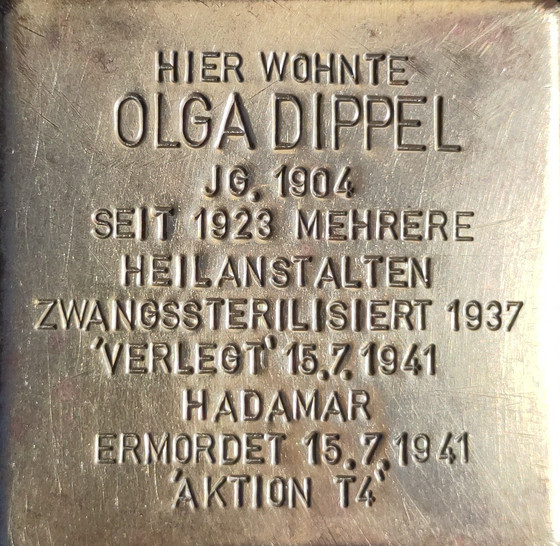 HIER WOHNTE
OLGA DIPPEL
JG. 1904
SEIT 1923 MEHRERE
HEILANSTALTEN
ZWANGSSTERILISIERT 1937
'VERLEGT' 15.7.1941
HADAMAR
ERMORDET 15.7.1941
'AKTION T4'